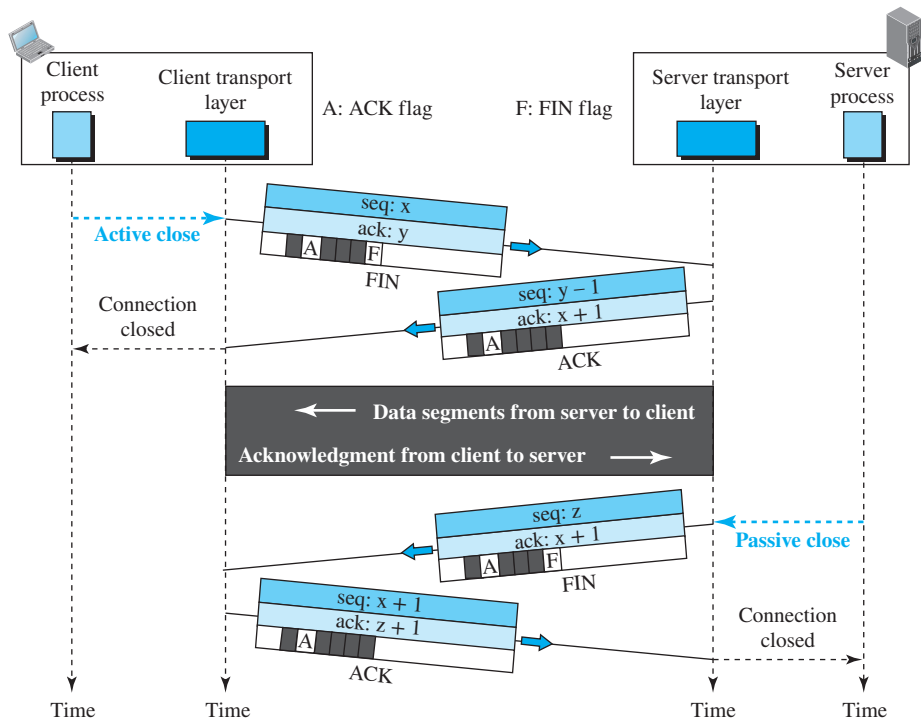 Client
process
Client transport
layer
A: ACK flag
F: FIN flag
Server transport
layer
Server
process
seq: x
ack: y
A
F
FIN
Active close
seq: y – 1
ack: x + 1
A
ACK
Connection
closed
Data segments from server to client
Acknowledgment from client to server
seq: z
ack: x + 1
A
F
FIN
Passive close
seq: x + 1
ack: z + 1
A
ACK
Connection
closed
Time
Time
Time
Time